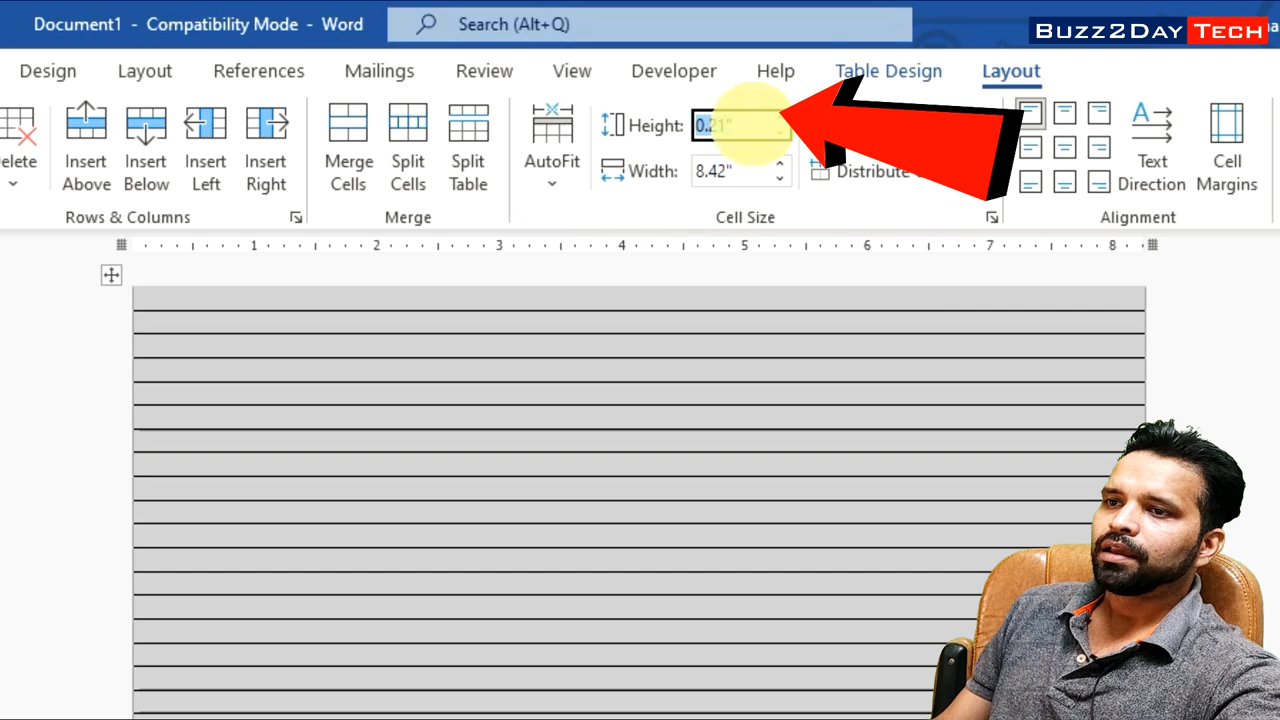 Document1 - Compatibility Mode - Word
Search (Alt+Q)
Buzz2Day Tech
Design
Layout
References
Mailings
Review
View
Developer
Help
Table Design
Layout
Insert Above
Insert Below
Insert Left
Insert Right
Merge Cells
Split Cells
Split Table
AutoFit
Height: 0.21"
Width: 8.42"
Distribute
Text Direction
Cell Margins
Rows & Columns
Merge
Cell Size
Alignment
1 2 3 4 5 6 7 8